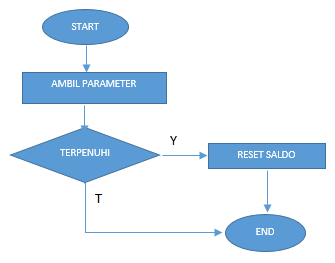 START
AMBIL PARAMETER
TERPENUHI
Y
RESET SALDO
T
END